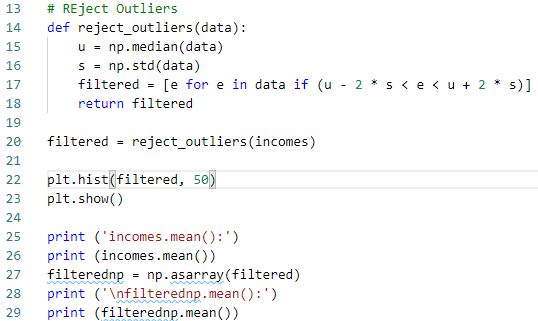 13 # REject Outliers
14 def reject_outliers(data):
15     u = np.median(data)
16     s = np.std(data)
17     filtered = [e for e in data if (u - 2 * s < e < u + 2 * s)]
18     return filtered
19
20 filtered = reject_outliers(incomes)
21
22 plt.hist(filtered, 50)
23 plt.show()
24
25 print ('incomes.mean():')
26 print (incomes.mean())
27 filterednp = np.asarray(filtered)
28 print ('\nfilterednp.mean():')
29 print (filterednp.mean())